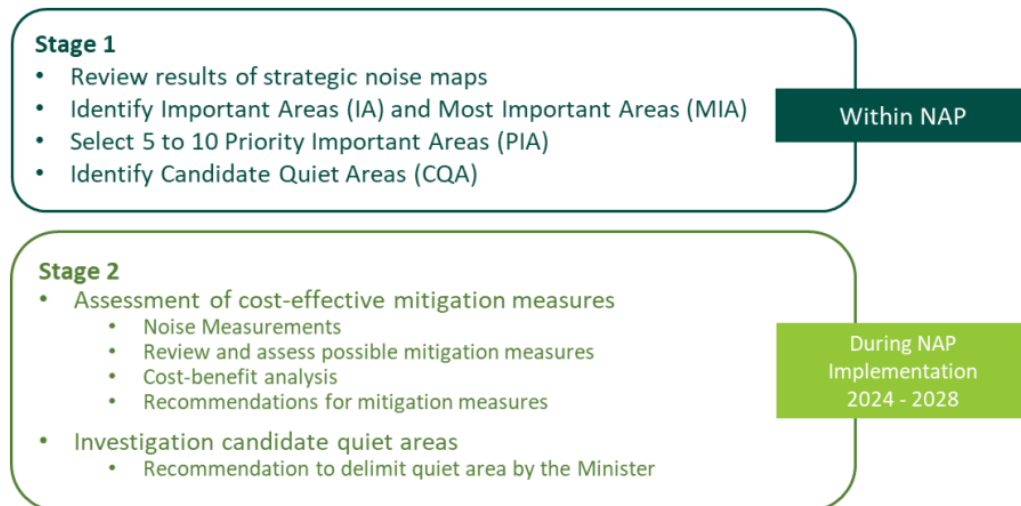 Stage 1
• Review results of strategic noise maps
• Identify Important Areas (IA) and Most Important Areas (MIA)
• Select 5 to 10 Priority Important Areas (PIA)
• Identify Candidate Quiet Areas (CQA)
Within NAP
Stage 2
• Assessment of cost-effective mitigation measures
• Noise Measurements
• Review and assess possible mitigation measures
• Cost-benefit analysis
• Recommendations for mitigation measures
• Investigation candidate quiet areas
• Recommendation to delimit quiet area by the Minister
During NAP
Implementation
2024 - 2028